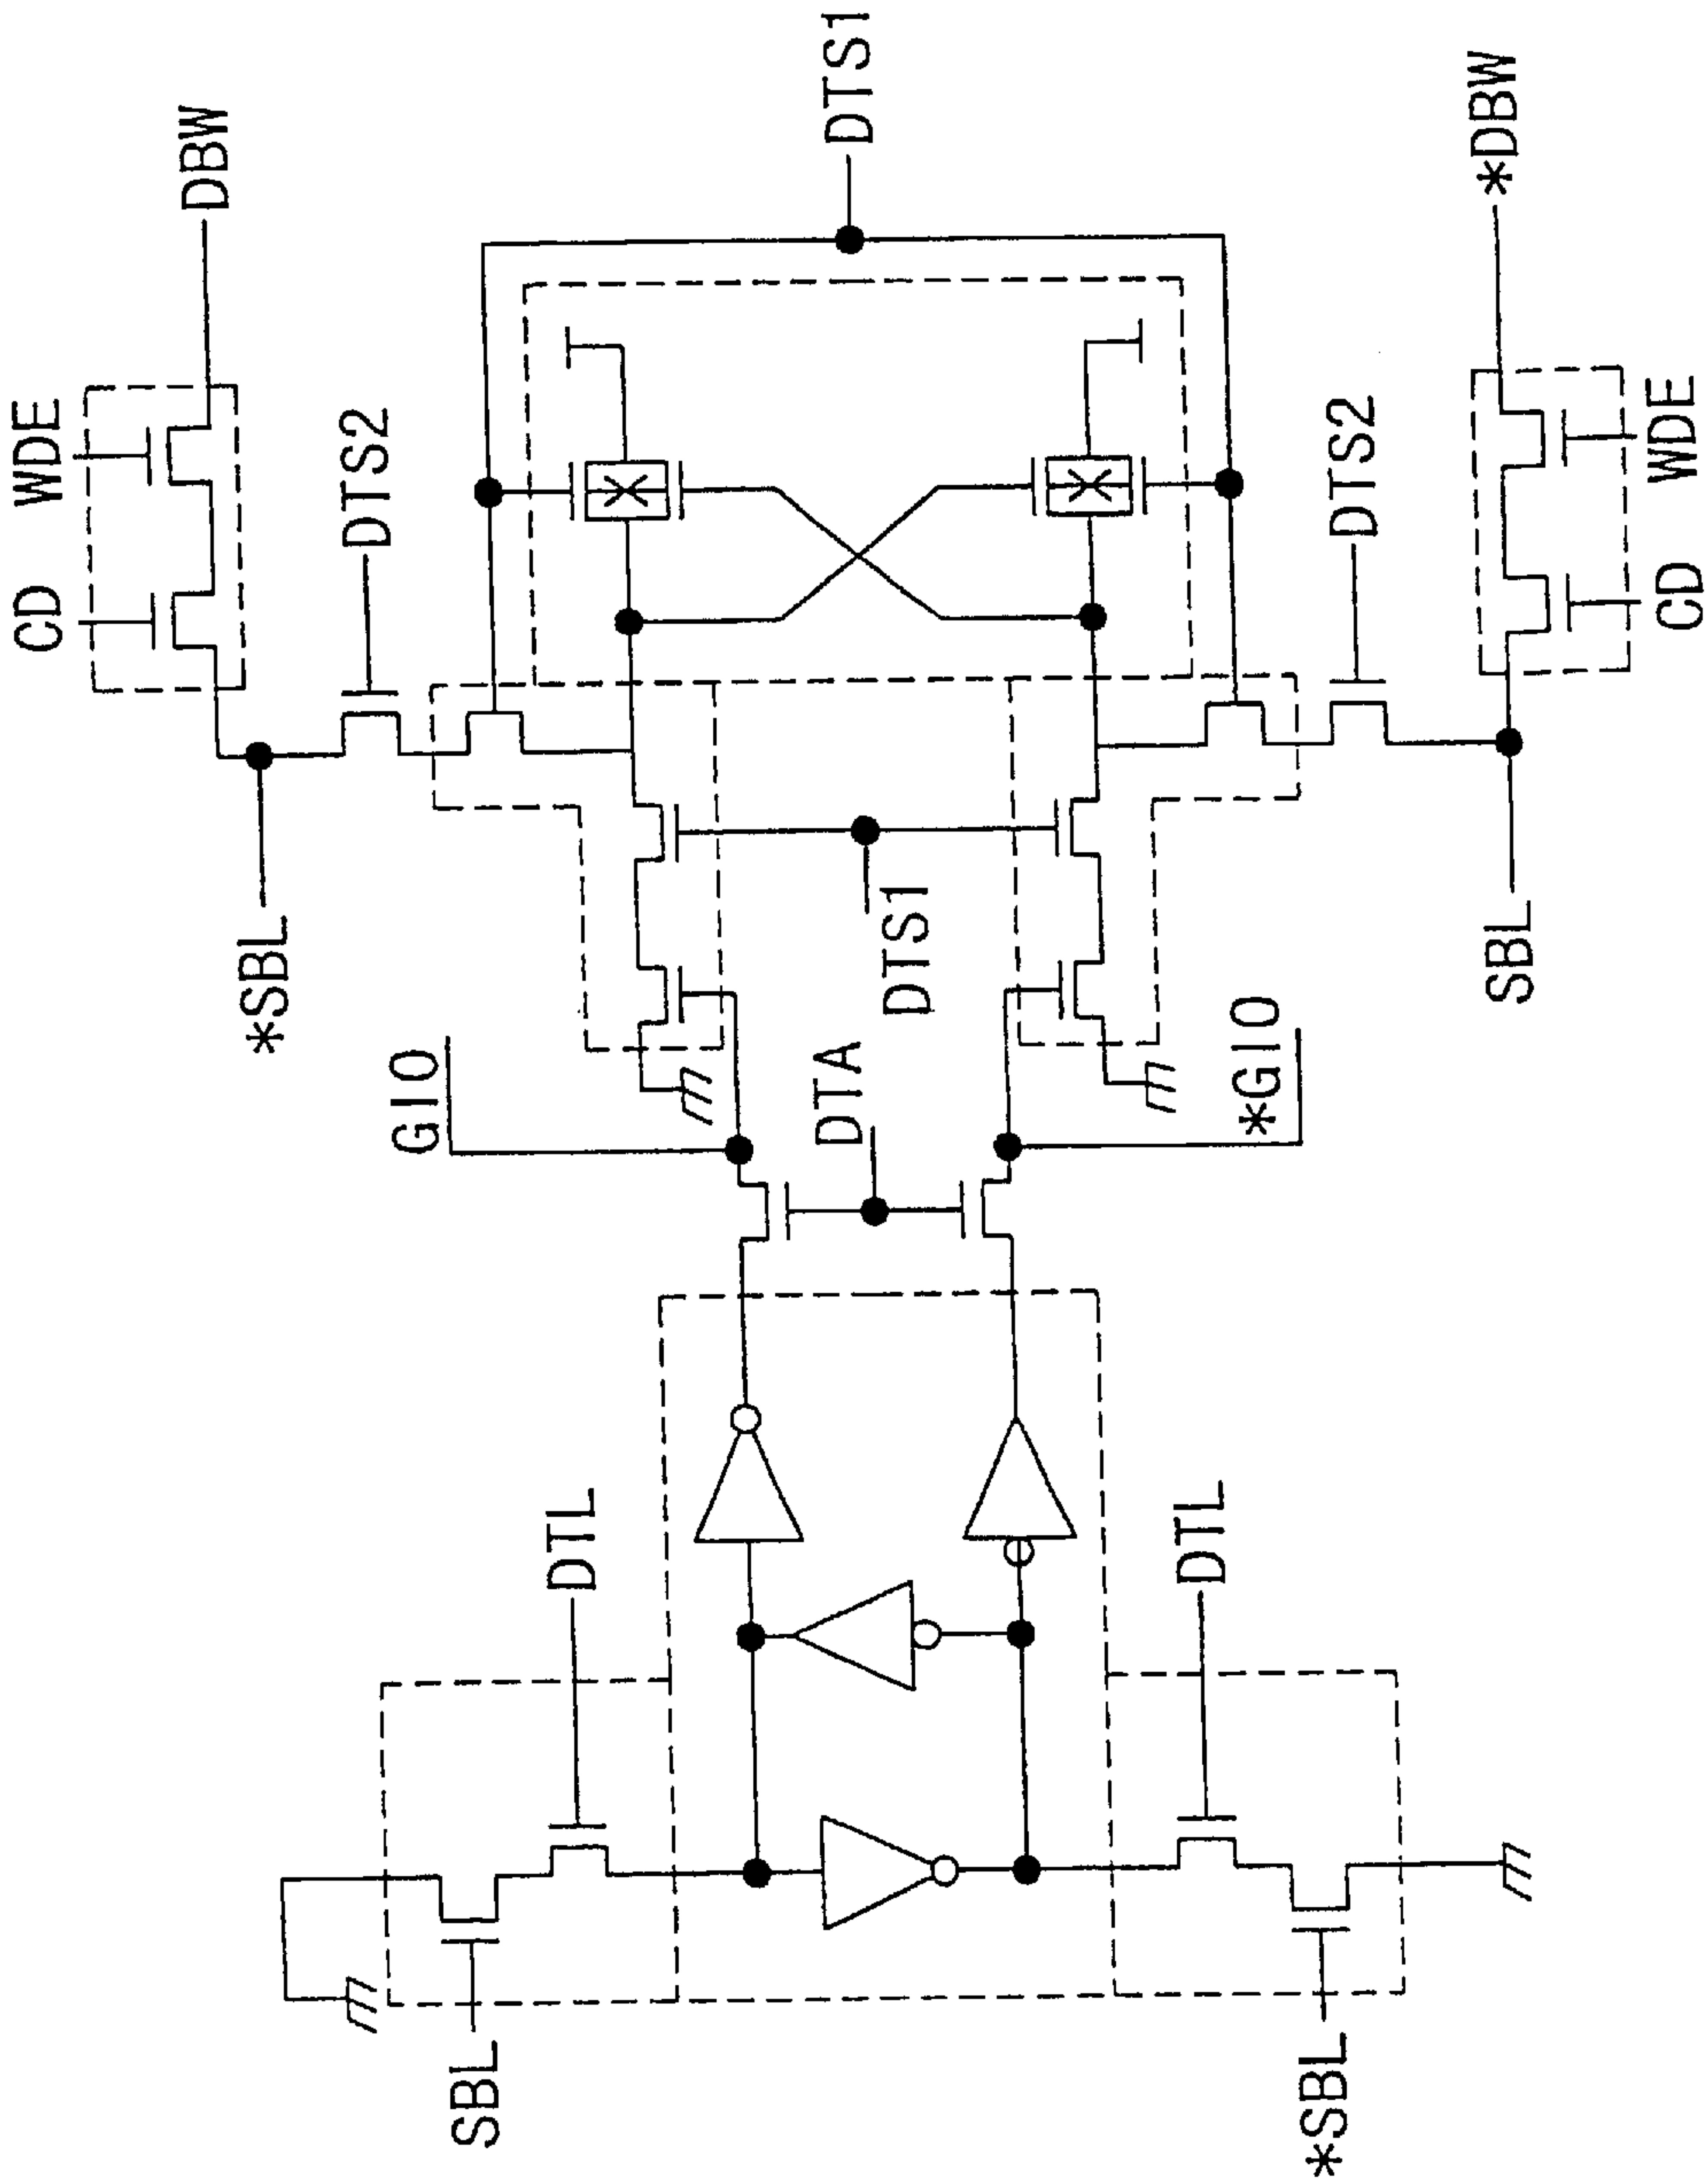 CD WDE
DBW
*SBL
DTS2
GIO
SBL
DTL
DTA
DTS1
DTS1
DTL
*GIO
*SBL
DTS2
*DBW
SBL
CD WDE